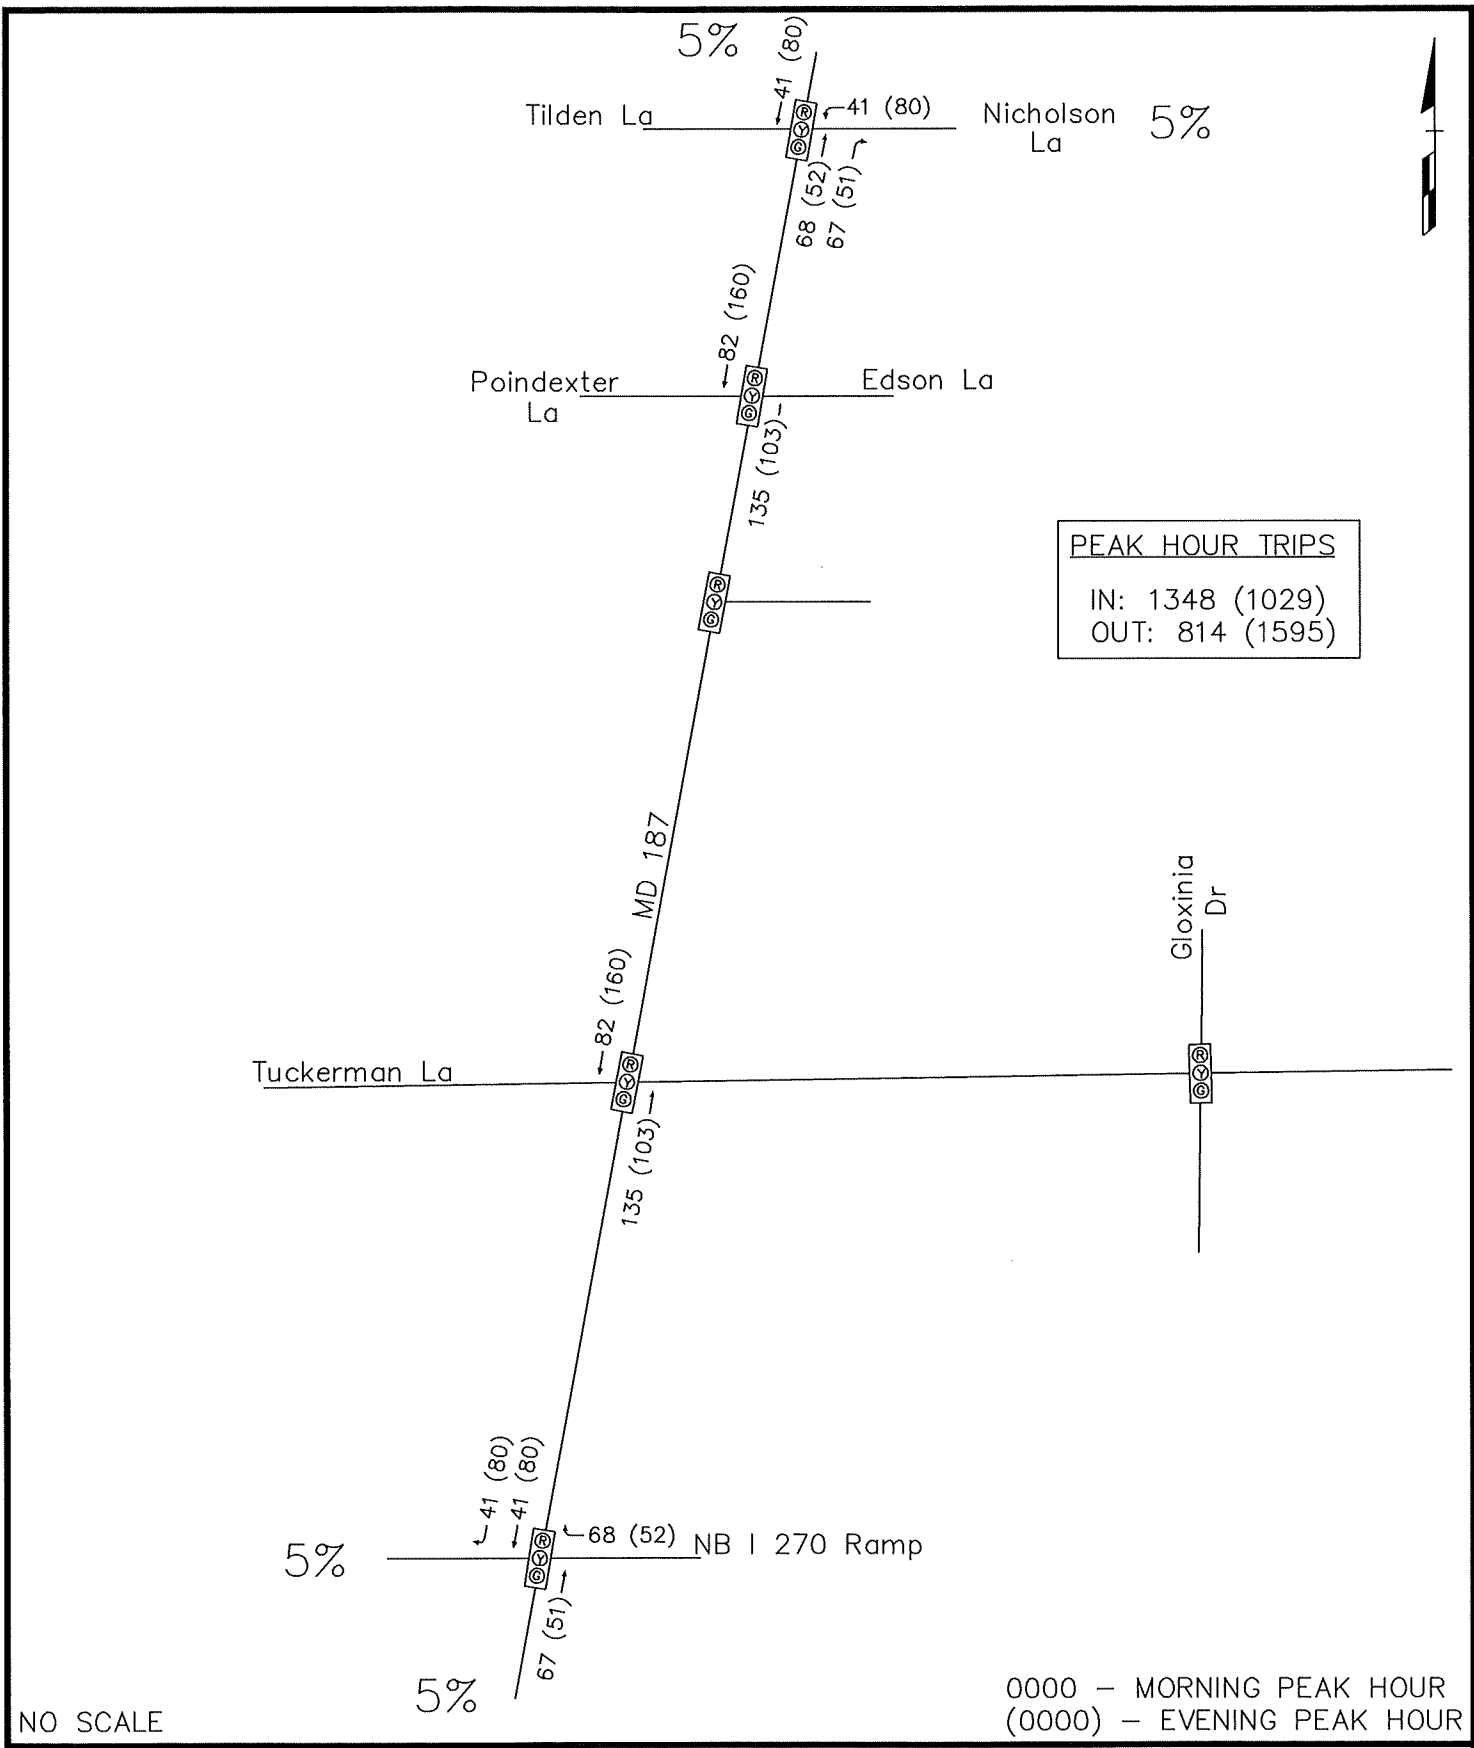 5%
41 (80)
Tilden La
R
Y
G
41 (80)
Nicholson
La
5%
68 (52)
67 (51)
82 (160)
Poindexter
La
R
Y
G
Edson La
135 (103)
R
Y
G
PEAK HOUR TRIPS
IN: 1348 (1029)
OUT: 814 (1595)
MD 187
Gloxinia
Dr
82 (160)
Tuckerman La
R
Y
G
R
Y
G
135 (103)
41 (80)
41 (80)
5%
R
Y
G
68 (52)
NB I 270 Ramp
67 (51)
5%
NO SCALE
0000 – MORNING PEAK HOUR
(0000) – EVENING PEAK HOUR